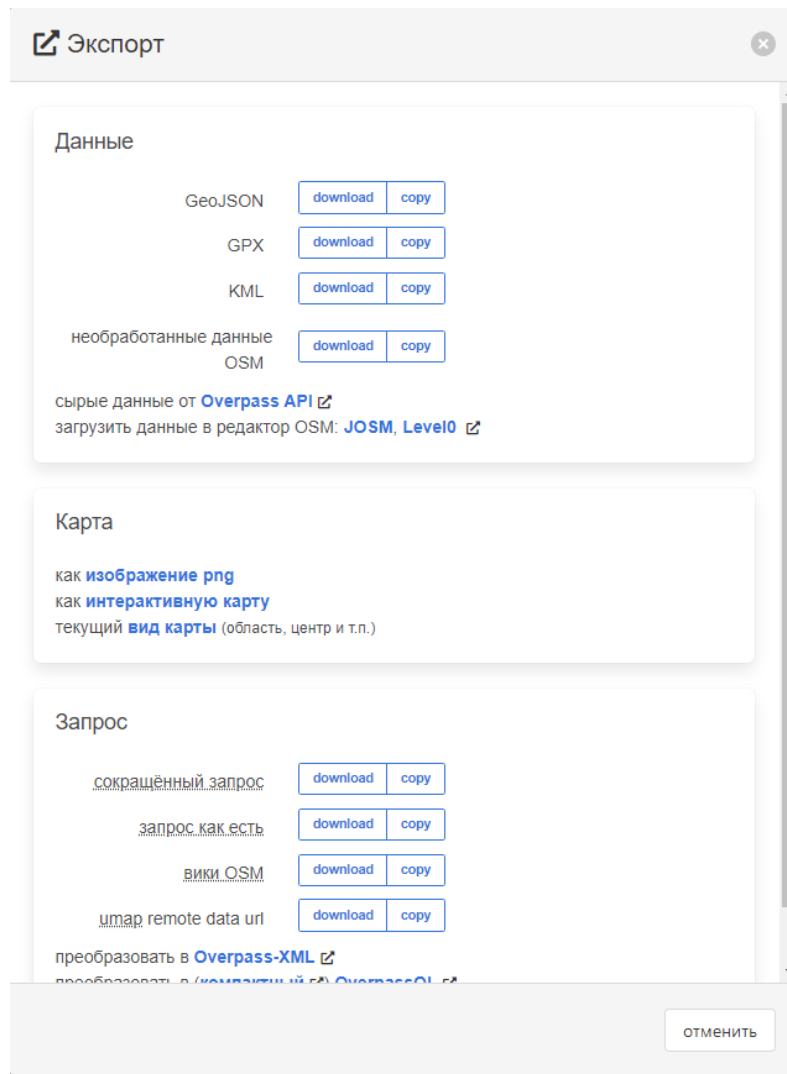 Экспорт
Данные
GeoJSON download copy
GPX download copy
KML download copy
необработанные данные
OSM download copy
сырые данные от Overpass API
загрузить данные в редактор OSM: JOSM, Level0
Карта
как изображение png
как интерактивную карту
текущий вид карты (область, центр и т.п.)
Запрос
сокращённый запрос download copy
запрос как есть download copy
вики OSM download copy
umap remote data url download copy
преобразовать в Overpass-XML
преобразовать в (компактный) OverpassQL
отменить